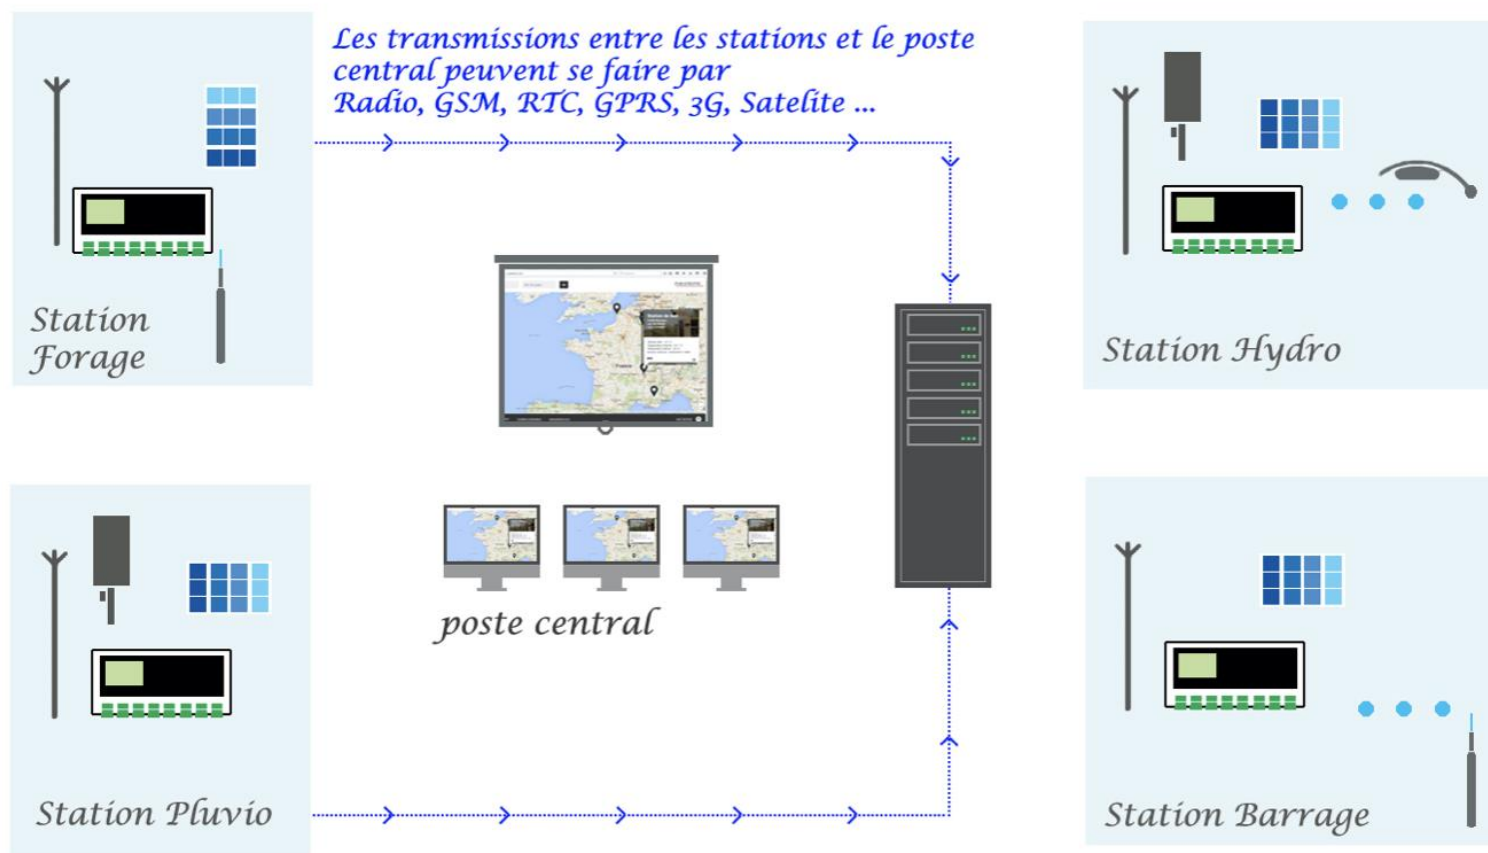 Les transmissions entre les stations et le poste
central peuvent se faire par
Radio, GSM, RTC, GPRS, 3G, Satelite ...
Station
Forage
Station Hydro
France
poste central
Station Pluvio
Station Barrage